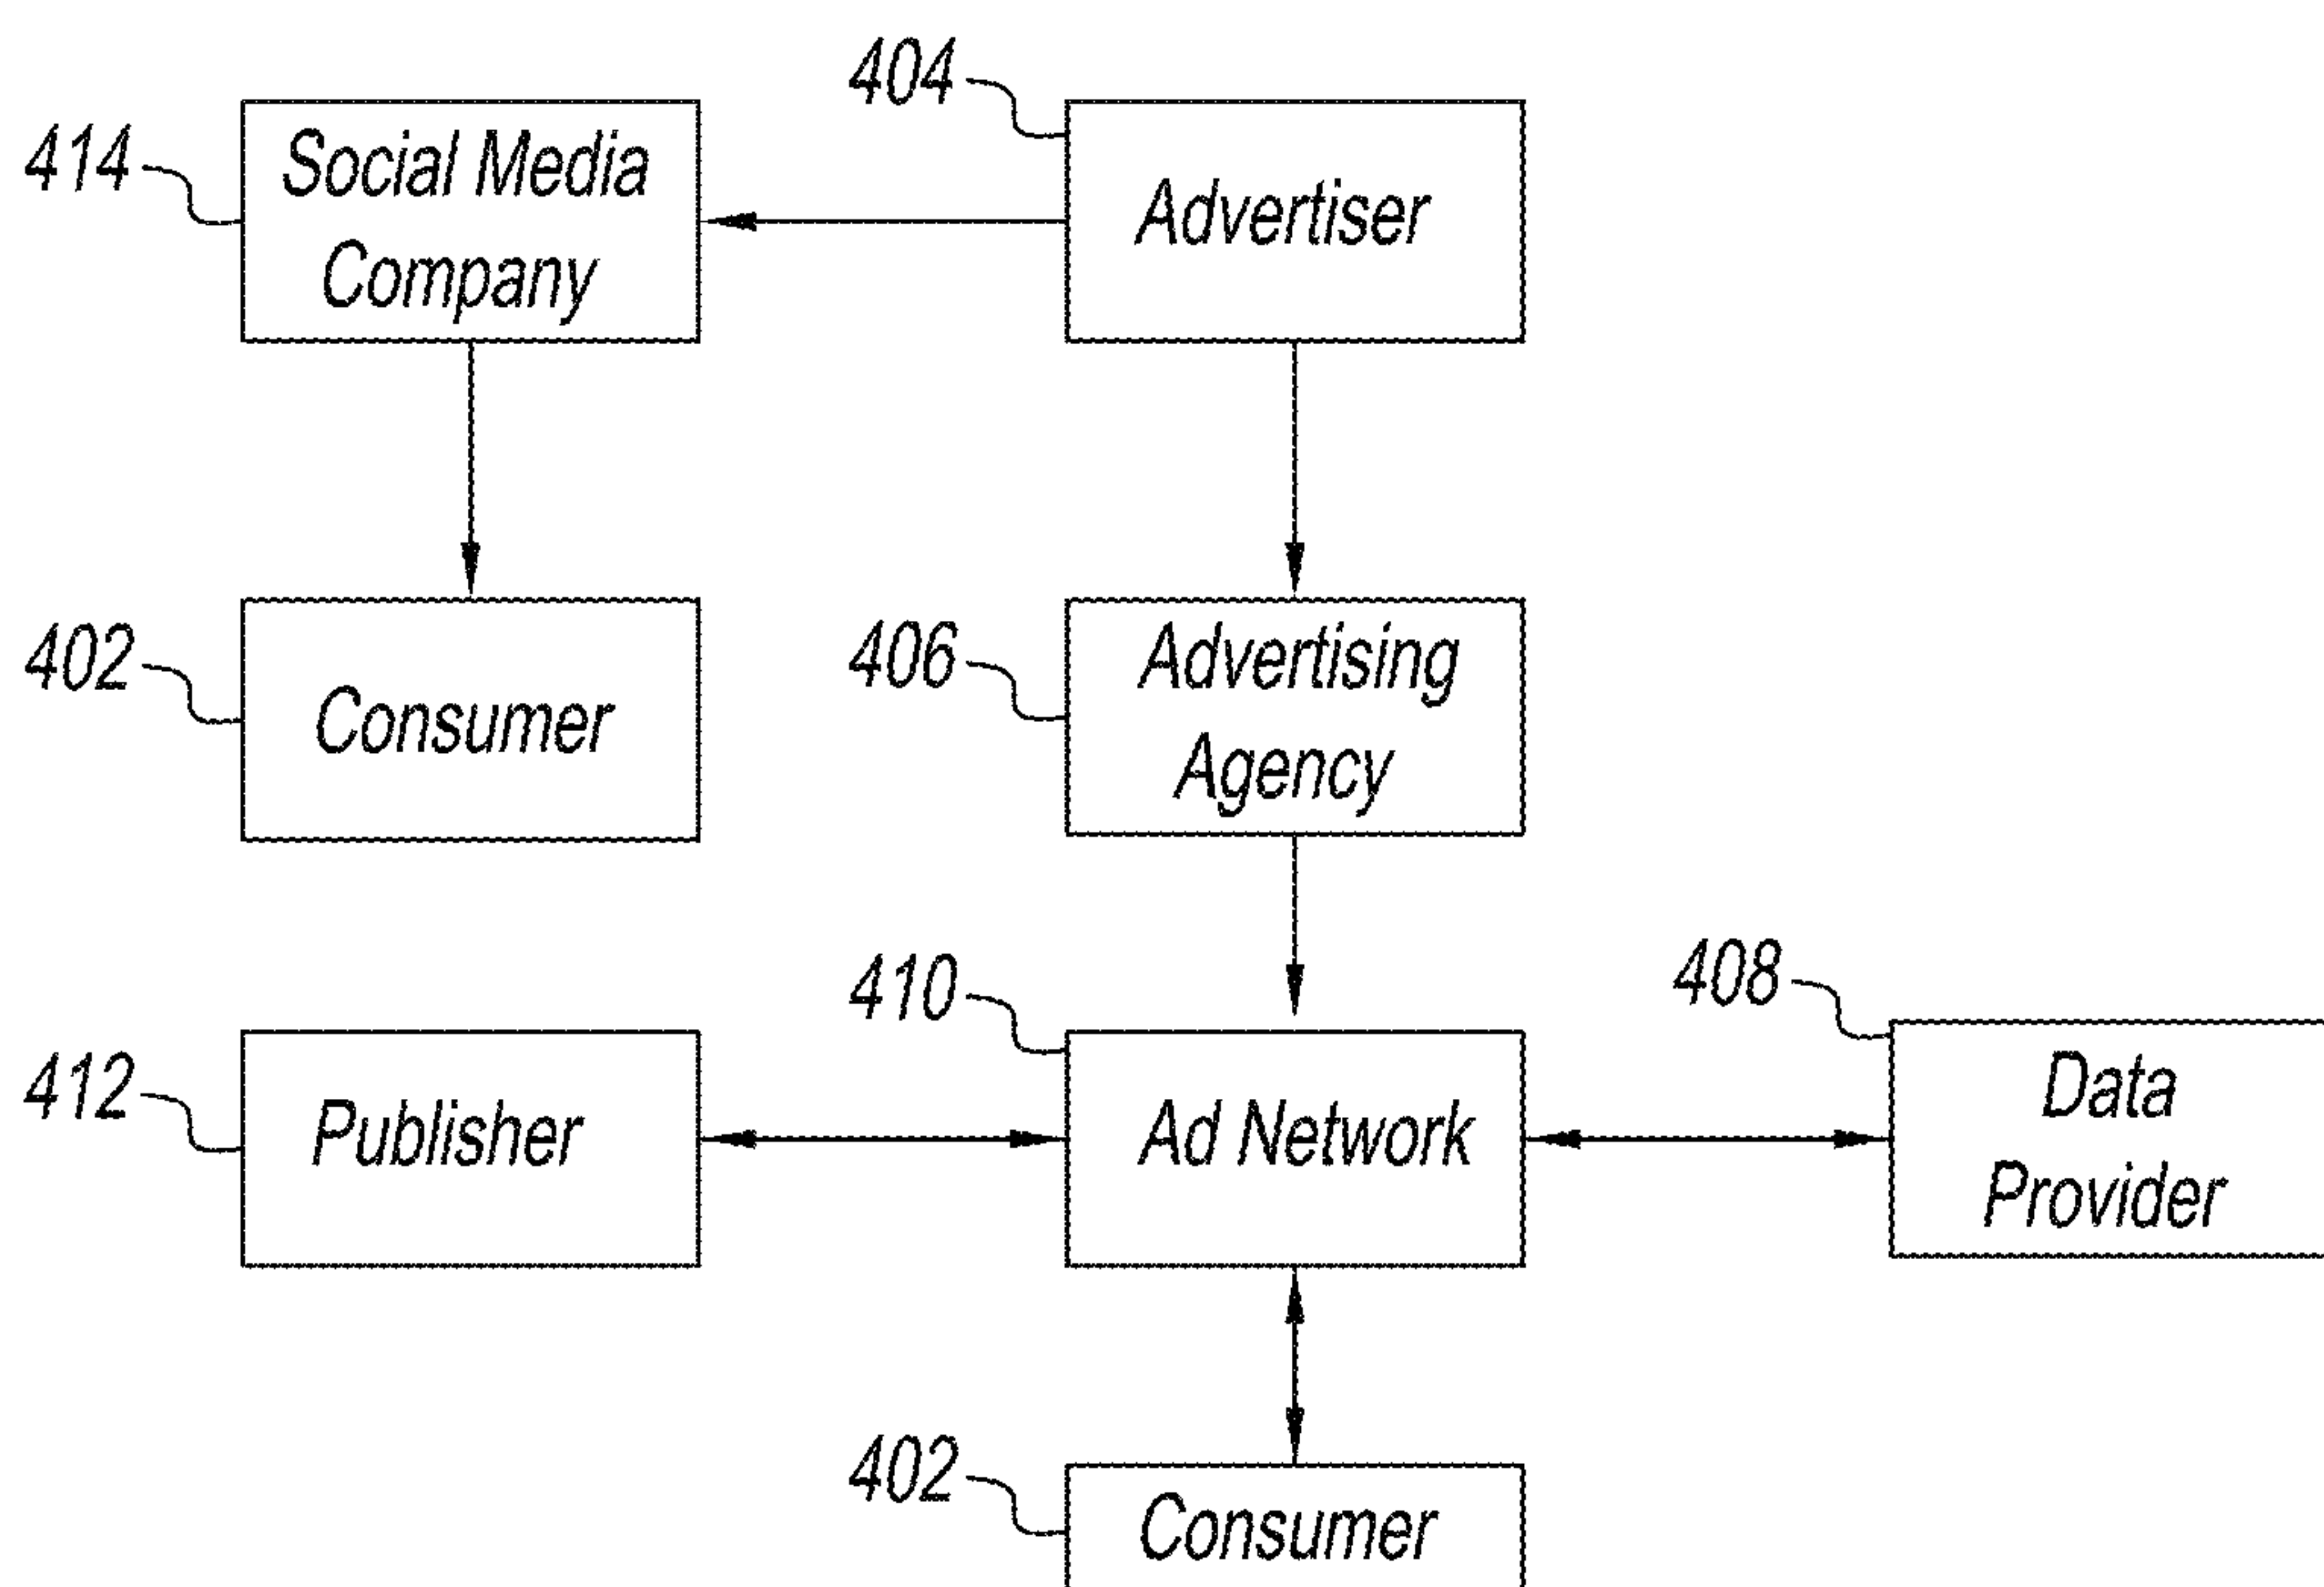 404
414
Social Media
Company
Advertiser
402
Consumer
406
Advertising
Agency
410
408
412
Publisher
Ad Network
Data
Provider
402
Consumer